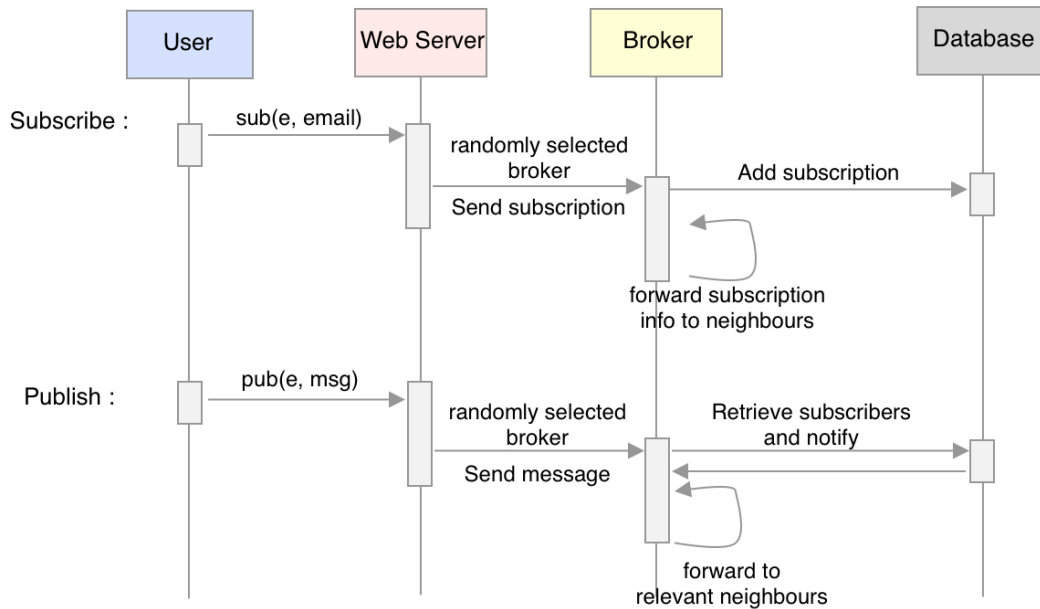 User
Web Server
Broker
Database
Subscribe :
sub(e, email)
randomly selected
broker
Send subscription
Add subscription
forward subscription
info to neighbours
Publish :
pub(e, msg)
randomly selected
broker
Send message
Retrieve subscribers
and notify
forward to
relevant neighbours